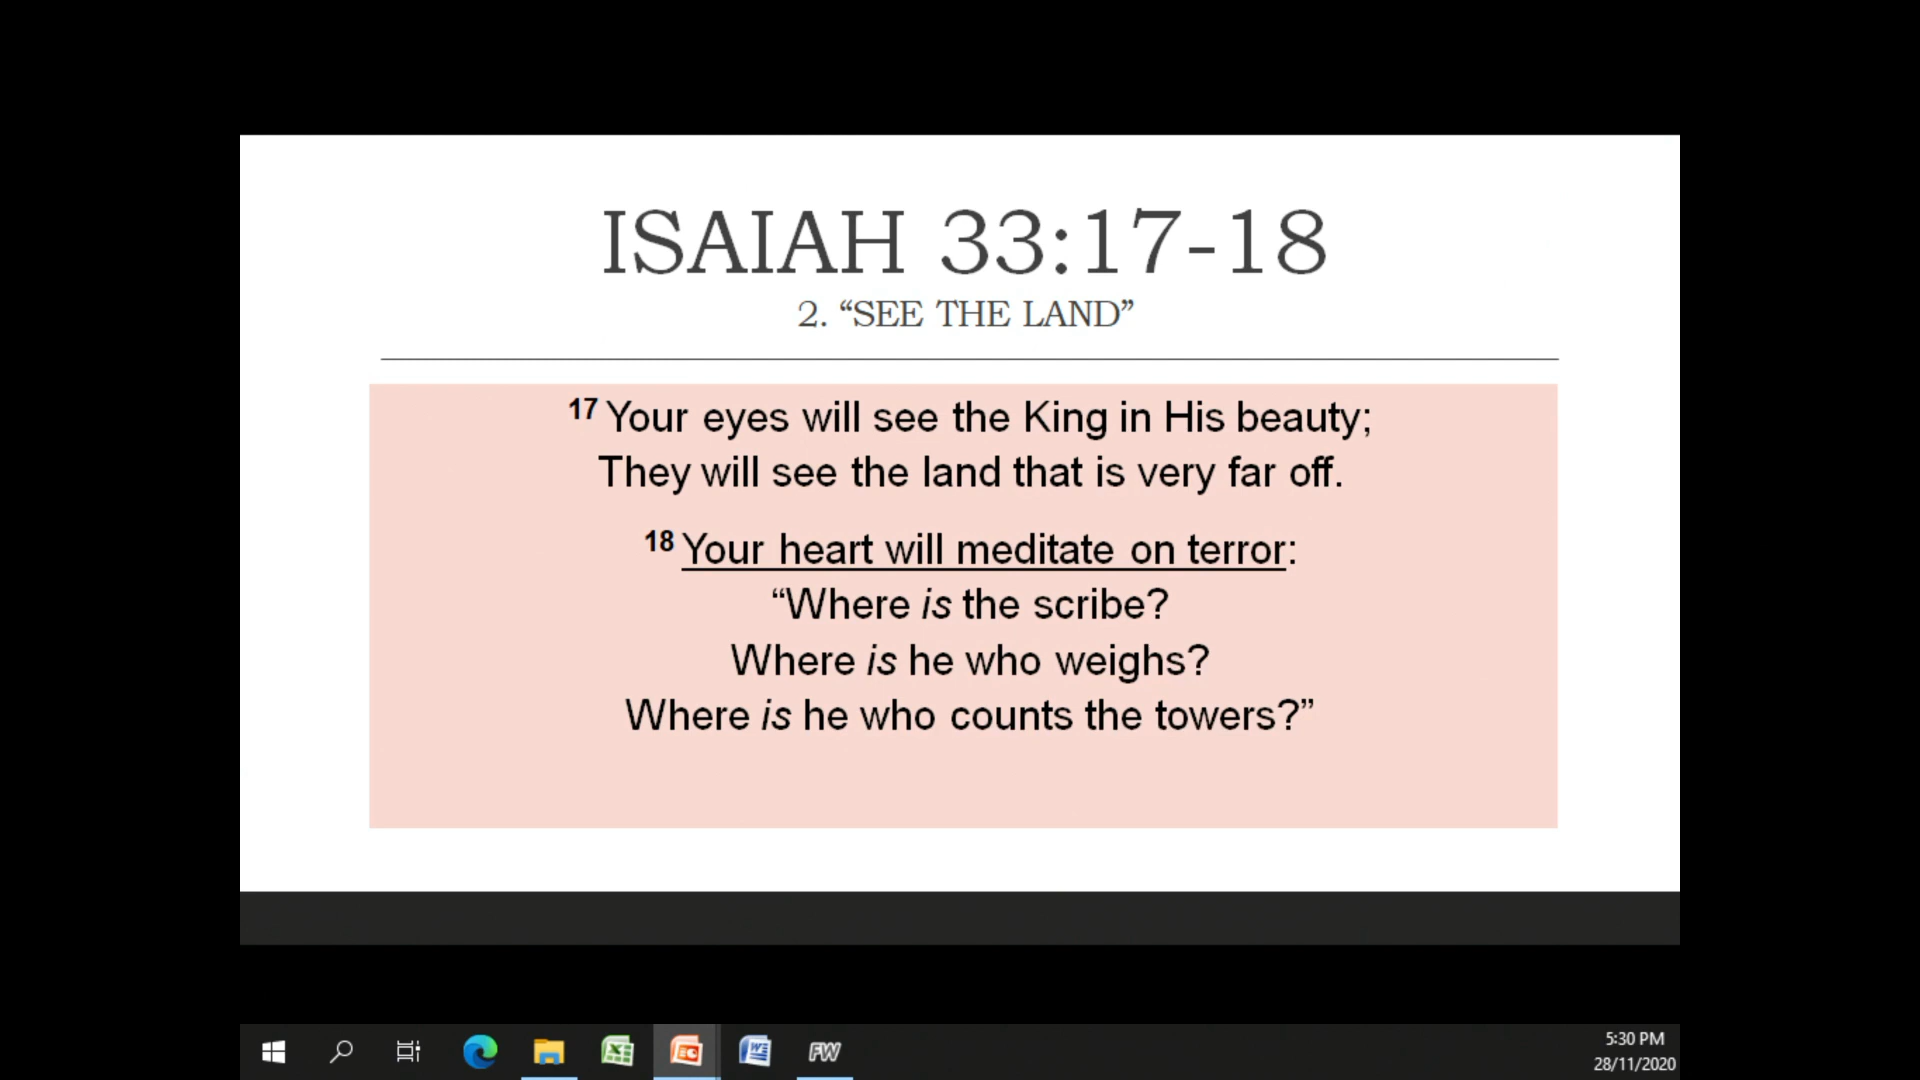 ISAIAH 33:17-18
2. “SEE THE LAND”
17 Your eyes will see the King in His beauty;
They will see the land that is very far off.
18 Your heart will meditate on terror:
“Where is the scribe?
Where is he who weighs?
Where is he who counts the towers?”
FW
5:30 PM
28/11/2020